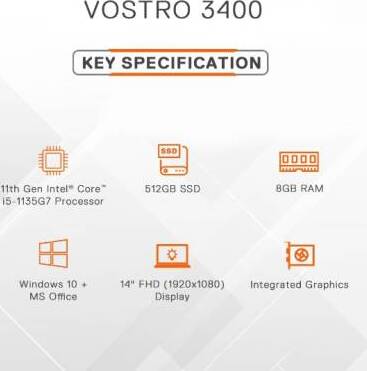 VOSTRO 3400
KEY SPECIFICATION
SSD
11th Gen Intel® Core™
i5-1135G7 Processor
512GB SSD
8GB RAM
Windows 10 +
MS Office
14" FHD (1920x1080)
Display
Integrated Graphics